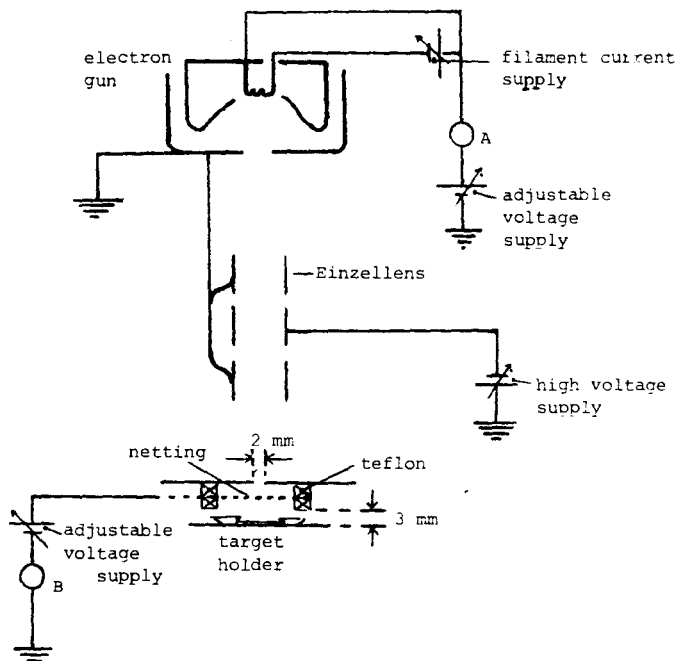 electron
gun
filament current
supply
A
adjustable
voltage
supply
Einzellens
high voltage
supply
2 mm
netting
teflon
3 mm
adjustable
voltage
supply
target
holder
B